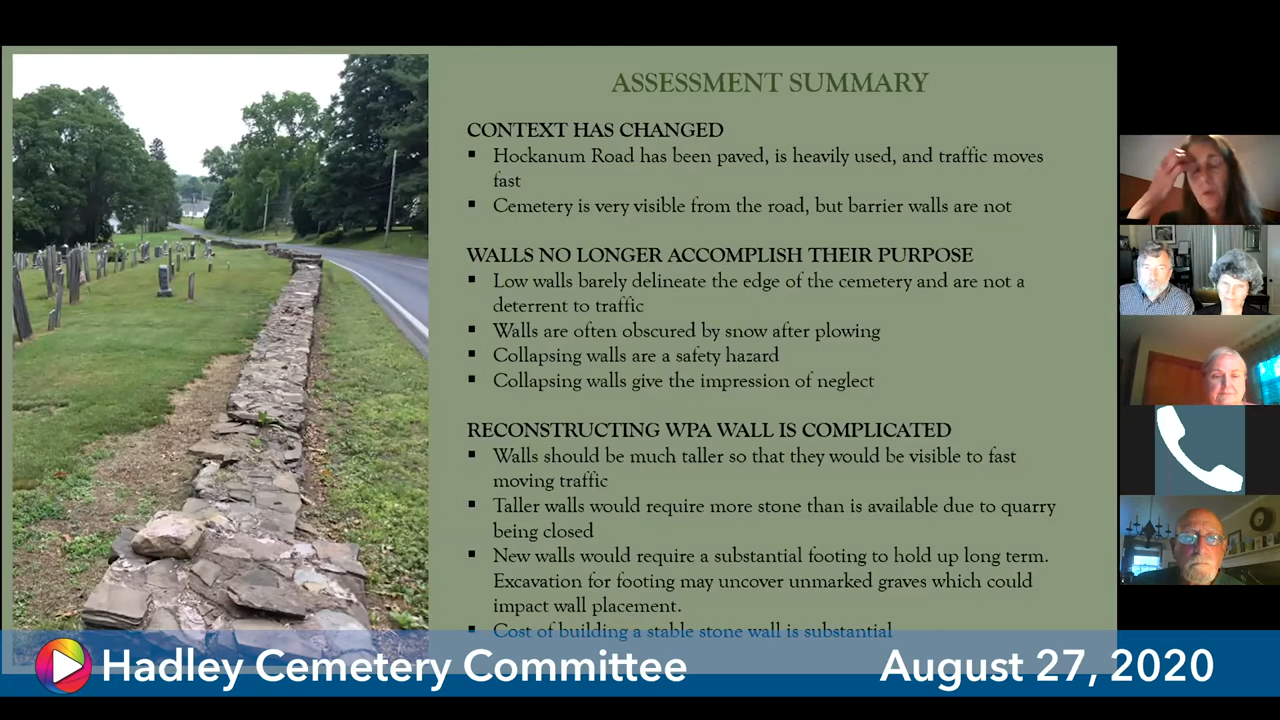 ASSESSMENT SUMMARY
CONTEXT HAS CHANGED
▪ Hockanum Road has been paved, is heavily used, and traffic moves
fast
▪ Cemetery is very visible from the road, but barrier walls are not
WALLS NO LONGER ACCOMPLISH THEIR PURPOSE
▪ Low walls barely delineate the edge of the cemetery and are not a
deterrent to traffic
▪ Walls are often obscured by snow after plowing
▪ Collapsing walls are a safety hazard
▪ Collapsing walls give the impression of neglect
RECONSTRUCTING WPA WALL IS COMPLICATED
▪ Walls should be much taller so that they would be visible to fast
moving traffic
▪ Taller walls would require more stone than is available due to quarry
being closed
▪ New walls would require a substantial footing to hold up long term.
Excavation for footing may uncover unmarked graves which could
impact wall placement.
▪ Cost of building a stable stone wall is substantial
Hadley Cemetery Committee
August 27, 2020